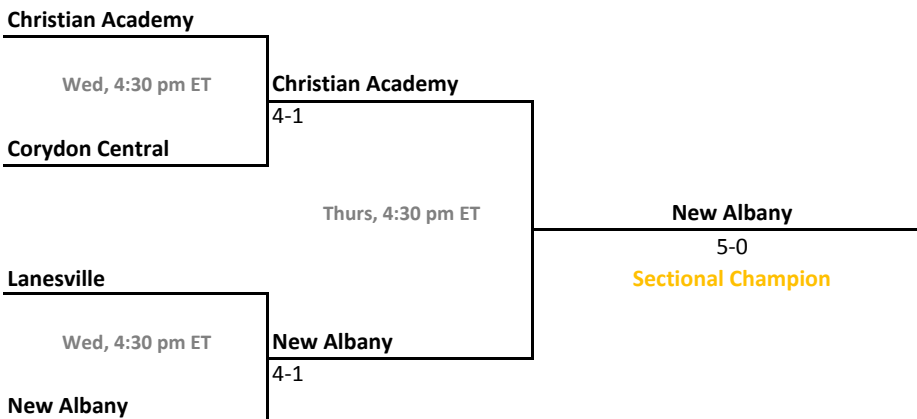 Christian Academy
Wed, 4:30 pm ET
Christian Academy
4-1
Corydon Central
Thurs, 4:30 pm ET
New Albany
5-0
Lanesville
Sectional Champion
Wed, 4:30 pm ET
New Albany
4-1
New Albany